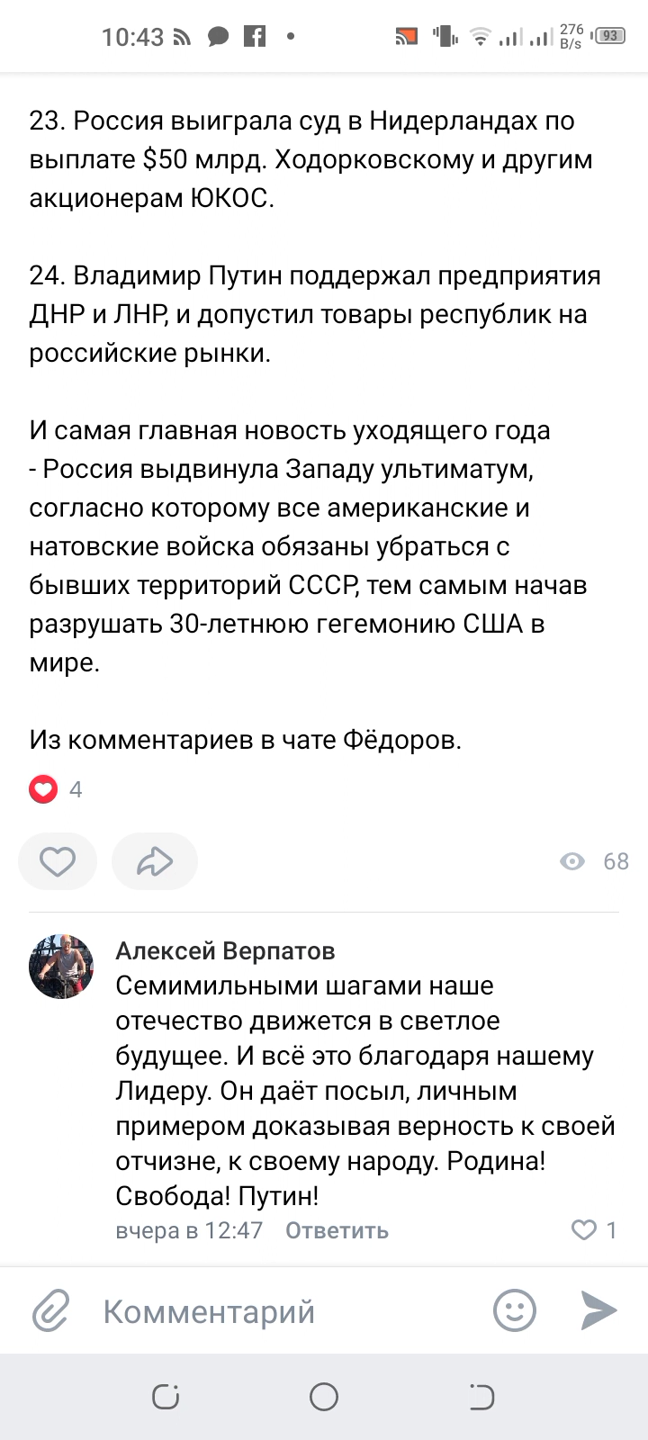 10:43
276
B/s
93
23. Россия выиграла суд в Нидерландах по
выплате $50 млрд. Ходорковскому и другим
акционерам ЮКОС.
24. Владимир Путин поддержал предприятия
ДНР и ЛНР, и допустил товары республик на
российские рынки.
И самая главная новость уходящего года
- Россия выдвинула Западу ультиматум,
согласно которому все американские и
натовские войска обязаны убраться с
бывших территорий СССР, тем самым начав
разрушать 30-летнюю гегемонию США в
мире.
Из комментариев в чате Фёдоров.
4
68
Алексей Верпатов
Семимильными шагами наше
отечество движется в светлое
будущее. И всё это благодаря нашему
Лидеру. Он даёт посыл, личным
примером доказывая верность к своей
отчизне, к своему народу. Родина!
Свобода! Путин!
вчера в 12:47 Ответить 1
Комментарий